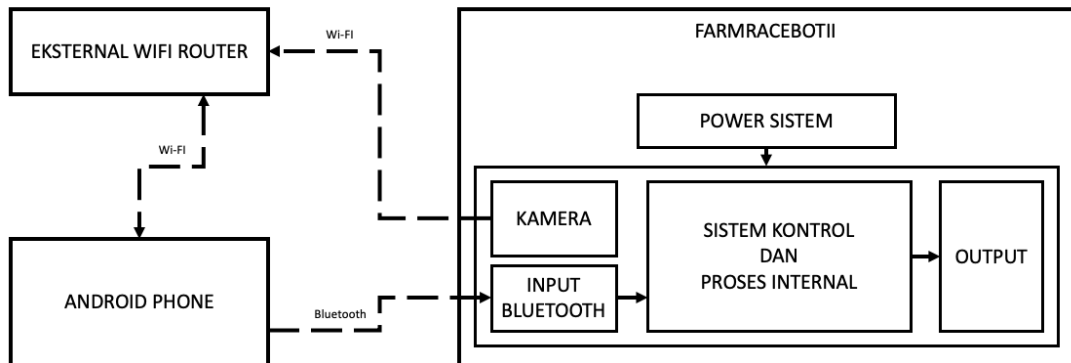 EKSTERNAL WIFI ROUTER
Wi-FI
FARMRACEBOTII
POWER SISTEM
Wi-FI
KAMERA
SISTEM KONTROL
DAN
PROSES INTERNAL
OUTPUT
ANDROID PHONE
Bluetooth
INPUT
BLUETOOTH